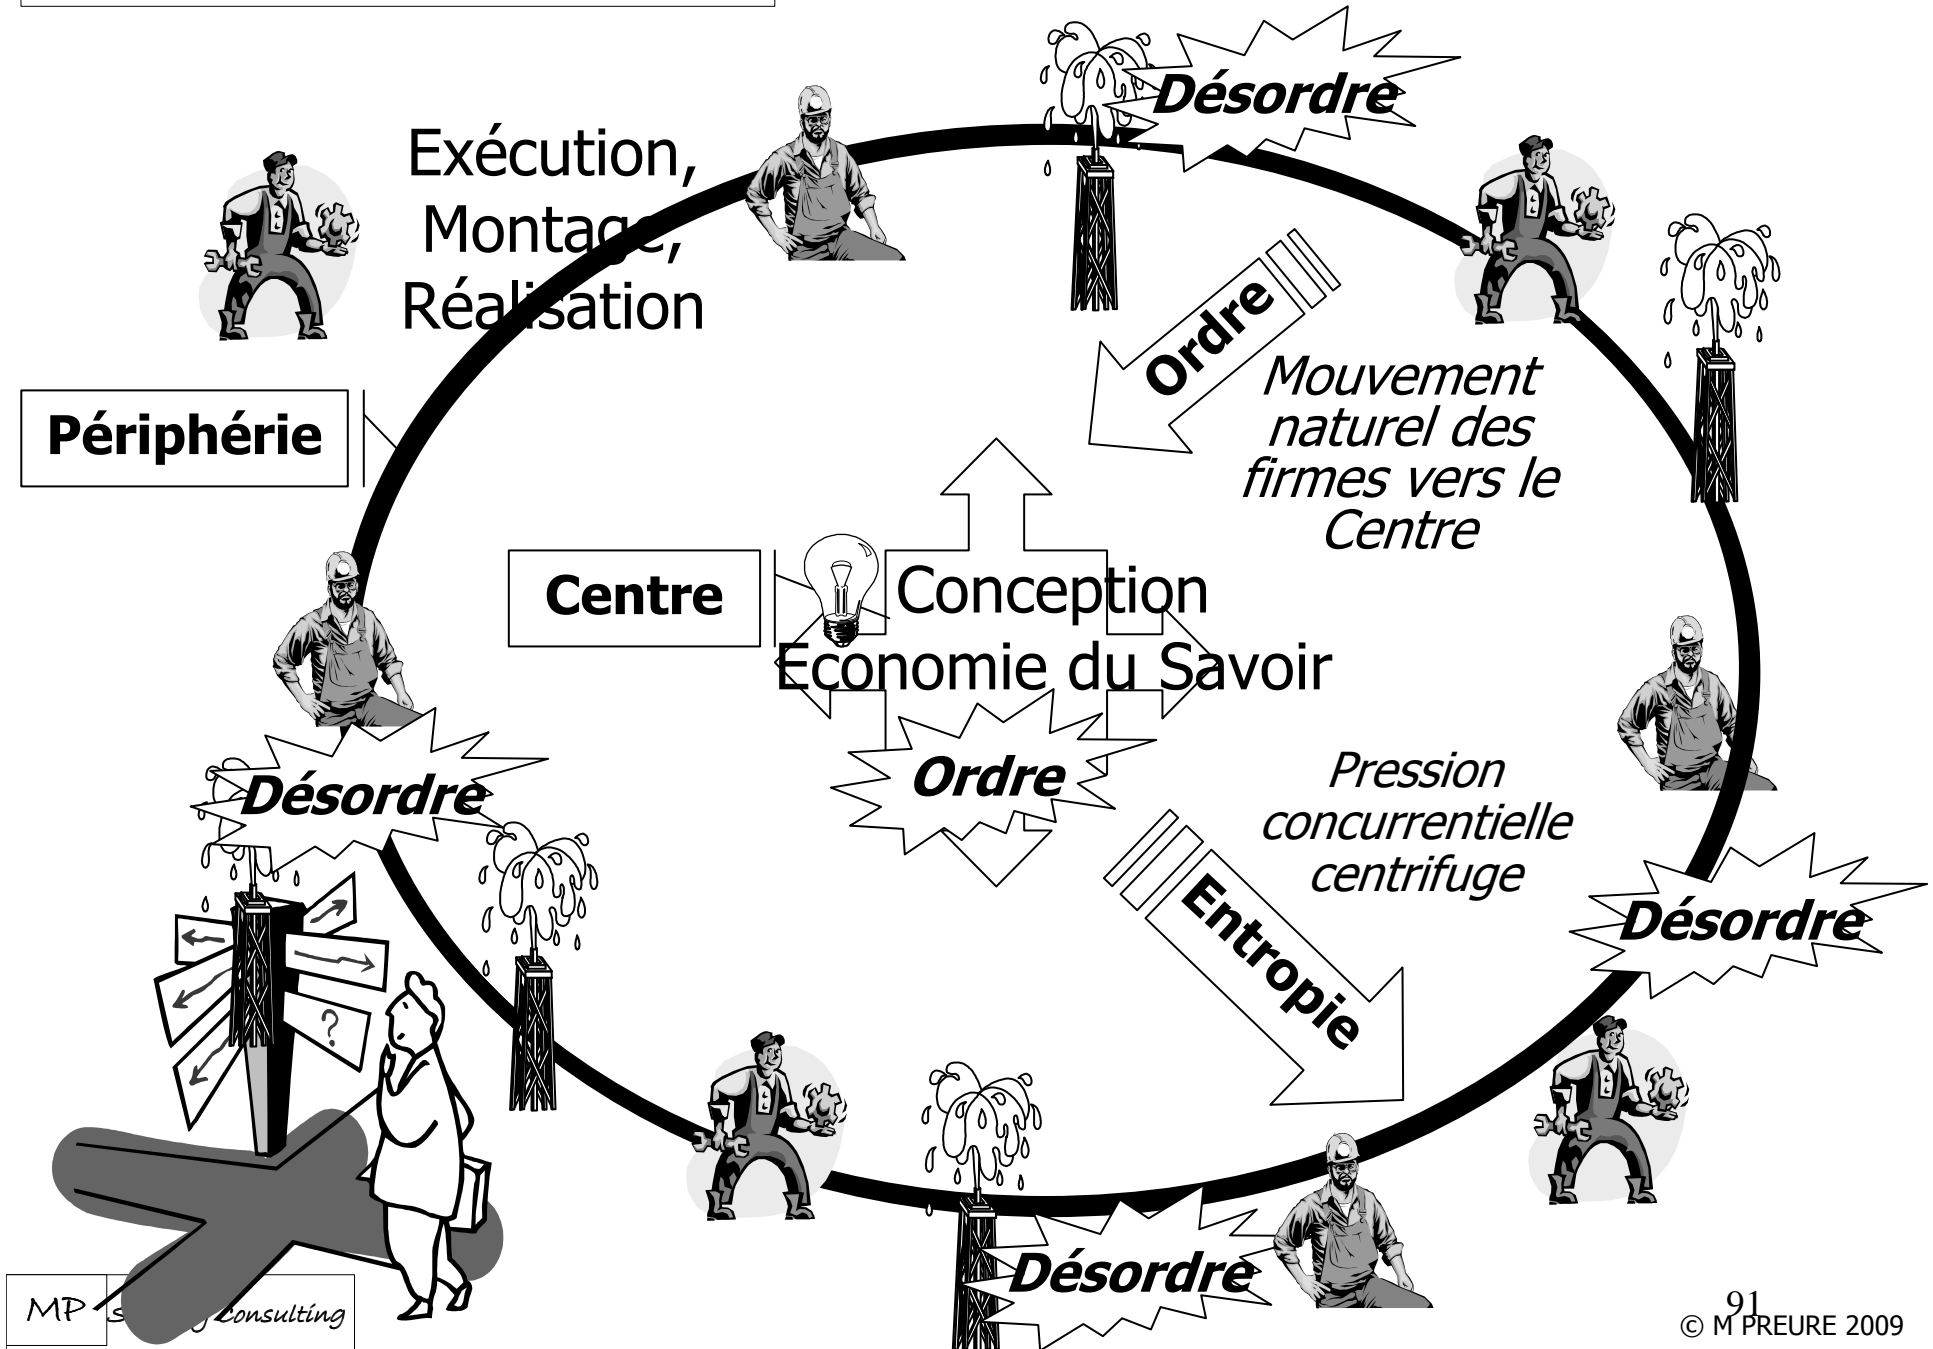 Désordre
Exécution,
Montage,
Réalisation
Ordre
Mouvement
naturel des
firmes vers le
Centre
Périphérie
Centre
Conception
Economie du Savoir
Ordre
Désordre
Pression
concurrentielle
centrifuge
Entropie
Désordre
?
Désordre
MP
consulting
91
© M PREURE 2009